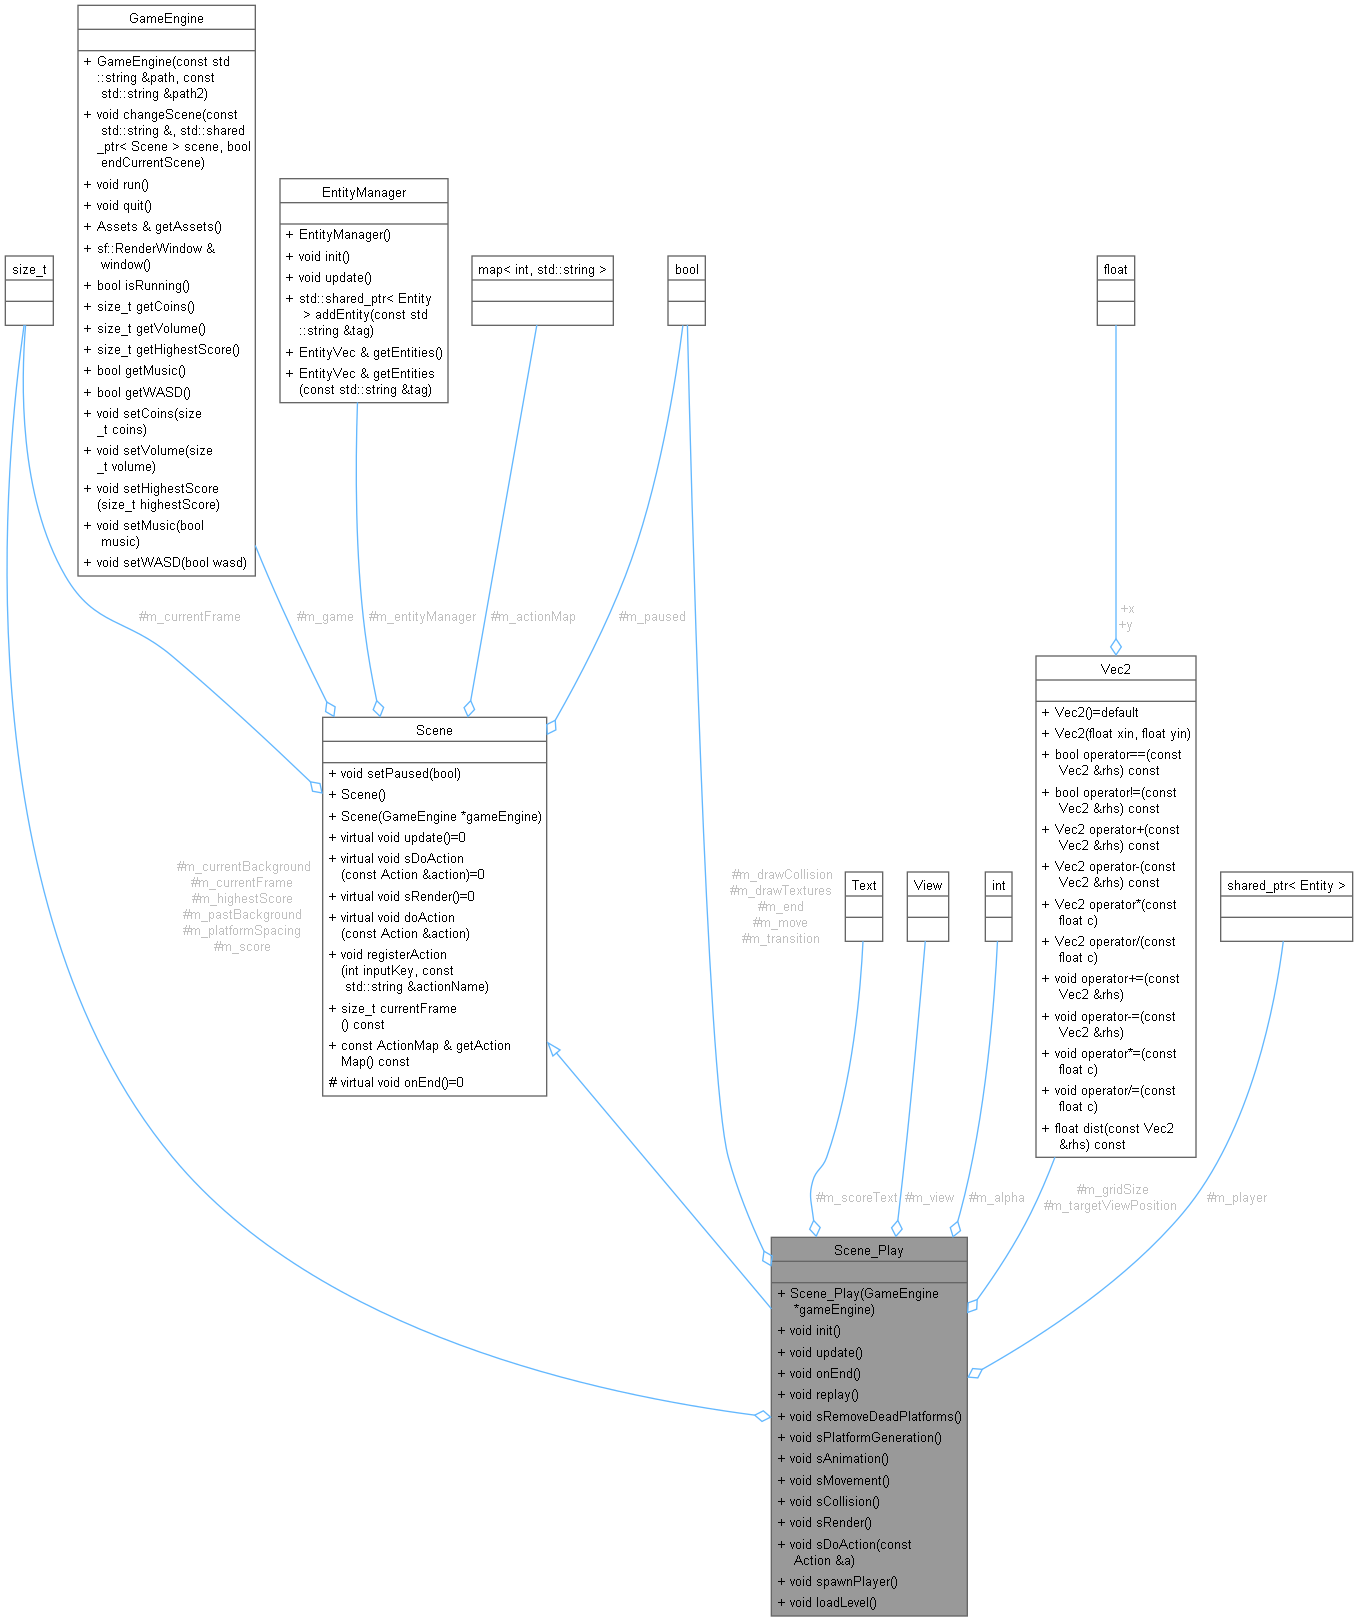 GameEngine
+ GameEngine(const std
::string &path, const
std::string &path2)
+ void changeScene(const
std::string &, std::shared
_ptr< Scene > scene, bool
endCurrentScene)
+ void run()
+ void quit()
+ Assets & getAssets()
+ sf::RenderWindow &
window()
+ bool isRunning()
+ size_t getCoins()
+ size_t getVolume()
+ size_t getHighestScore()
+ bool getMusic()
+ bool getWASD()
+ void setCoins(size
_t coins)
+ void setVolume(size
_t volume)
+ void setHighestScore
(size_t highestScore)
+ void setMusic(bool
music)
+ void setWASD(bool wasd)
EntityManager
+ EntityManager()
+ void init()
+ void update()
+ std::shared_ptr< Entity
> addEntity(const std
::string &tag)
+ EntityVec & getEntities()
+ EntityVec & getEntities
(const std::string &tag)
size_t
map< int, std::string >
bool
float
#m_currentFrame
#m_game
#m_entityManager
#m_actionMap
#m_paused
+x
+y
Scene
+ void setPaused(bool)
+ Scene()
+ Scene(GameEngine *gameEngine)
+ virtual void update()=0
+ virtual void sDoAction
(const Action &action)=0
+ virtual void sRender()=0
+ virtual void doAction
(const Action &action)
+ void registerAction
(int inputKey, const
std::string &actionName)
+ size_t currentFrame
() const
+ const ActionMap & getAction
Map() const
# virtual void onEnd()=0
Vec2
+ Vec2()=default
+ Vec2(float xin, float yin)
+ bool operator==(const
Vec2 &rhs) const
+ bool operator!=(const
Vec2 &rhs) const
+ Vec2 operator+(const
Vec2 &rhs) const
+ Vec2 operator-(const
Vec2 &rhs) const
+ Vec2 operator*(const
float c)
+ Vec2 operator/(const
float c)
+ void operator+=(const
Vec2 &rhs)
+ void operator-=(const
Vec2 &rhs)
+ void operator*=(const
float c)
+ void operator/=(const
float c)
+ float dist(const Vec2
&rhs) const
#m_currentBackground
#m_currentFrame
#m_highestScore
#m_pastBackground
#m_platformSpacing
#m_score
#m_drawCollision
#m_drawTextures
#m_end
#m_move
#m_transition
Text
View
int
shared_ptr< Entity >
#m_scoreText
#m_view
#m_alpha
#m_gridSize
#m_targetViewPosition
#m_player
Scene_Play
+ Scene_Play(GameEngine
*gameEngine)
+ void init()
+ void update()
+ void onEnd()
+ void replay()
+ void sRemoveDeadPlatforms()
+ void sPlatformGeneration()
+ void sAnimation()
+ void sMovement()
+ void sCollision()
+ void sRender()
+ void sDoAction(const
Action &a)
+ void spawnPlayer()
+ void loadLevel()